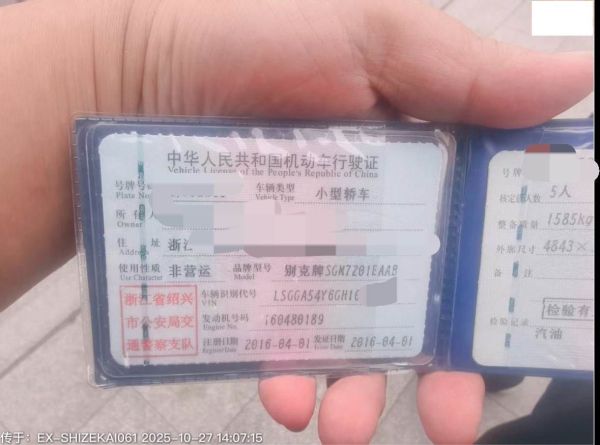 中华人民共和国机动车行驶证
Vehicle License of the People's Republic of China
号牌号码
Plate No.
车辆类型 小型轿车
Vehicle Type
所有人
Owner
住址 浙江
Address
使用性质 非营运 品牌型号 别克牌SGM7201EAAB
Use Character Model
浙江省绍兴
市公安局交
通警察支队
车辆识别代号 LSGGA54Y6GH1
VIN
发动机号码 160480189
Engine No.
注册日期 2016-04-01 发证日期 2016-04-01
Register Date Issue Date
号牌号
核定载人数 5人
整备质量 1585kg
外廓尺寸 4843×
备注
检验有
检验记录
汽油
传于：EX-SHIZEKAI061 2025-10-27 14:07:15